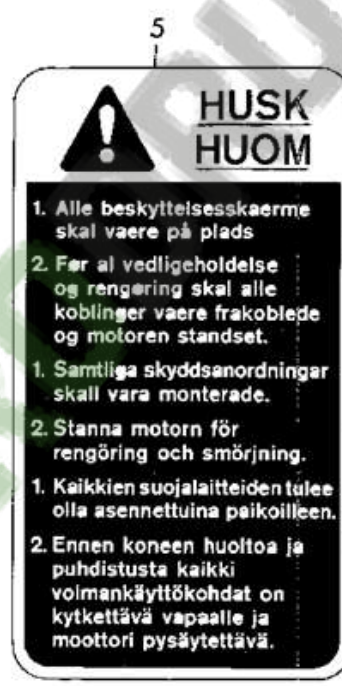 5
HUSK
HUOM
1. Alle beskyttelsesskaerme
skal vaere på plads
2. Før al vedligeholdelse
og rengøring skal alle
koblinger vaere frakoblede
og motoren standset.
1. Samtliga skyddsanordningar
skall vara monterade.
2. Stanna motorn för
rengöring och smörjning.
1. Kaikkien suojalaitteiden tulee
olla asennettuina paikoilleen.
2. Ennen koneen huoltoa ja
puhdistusta kaikki
voimankäyttökohdat on
kytkettävä vapaalle ja
moottori pysäytettävä.